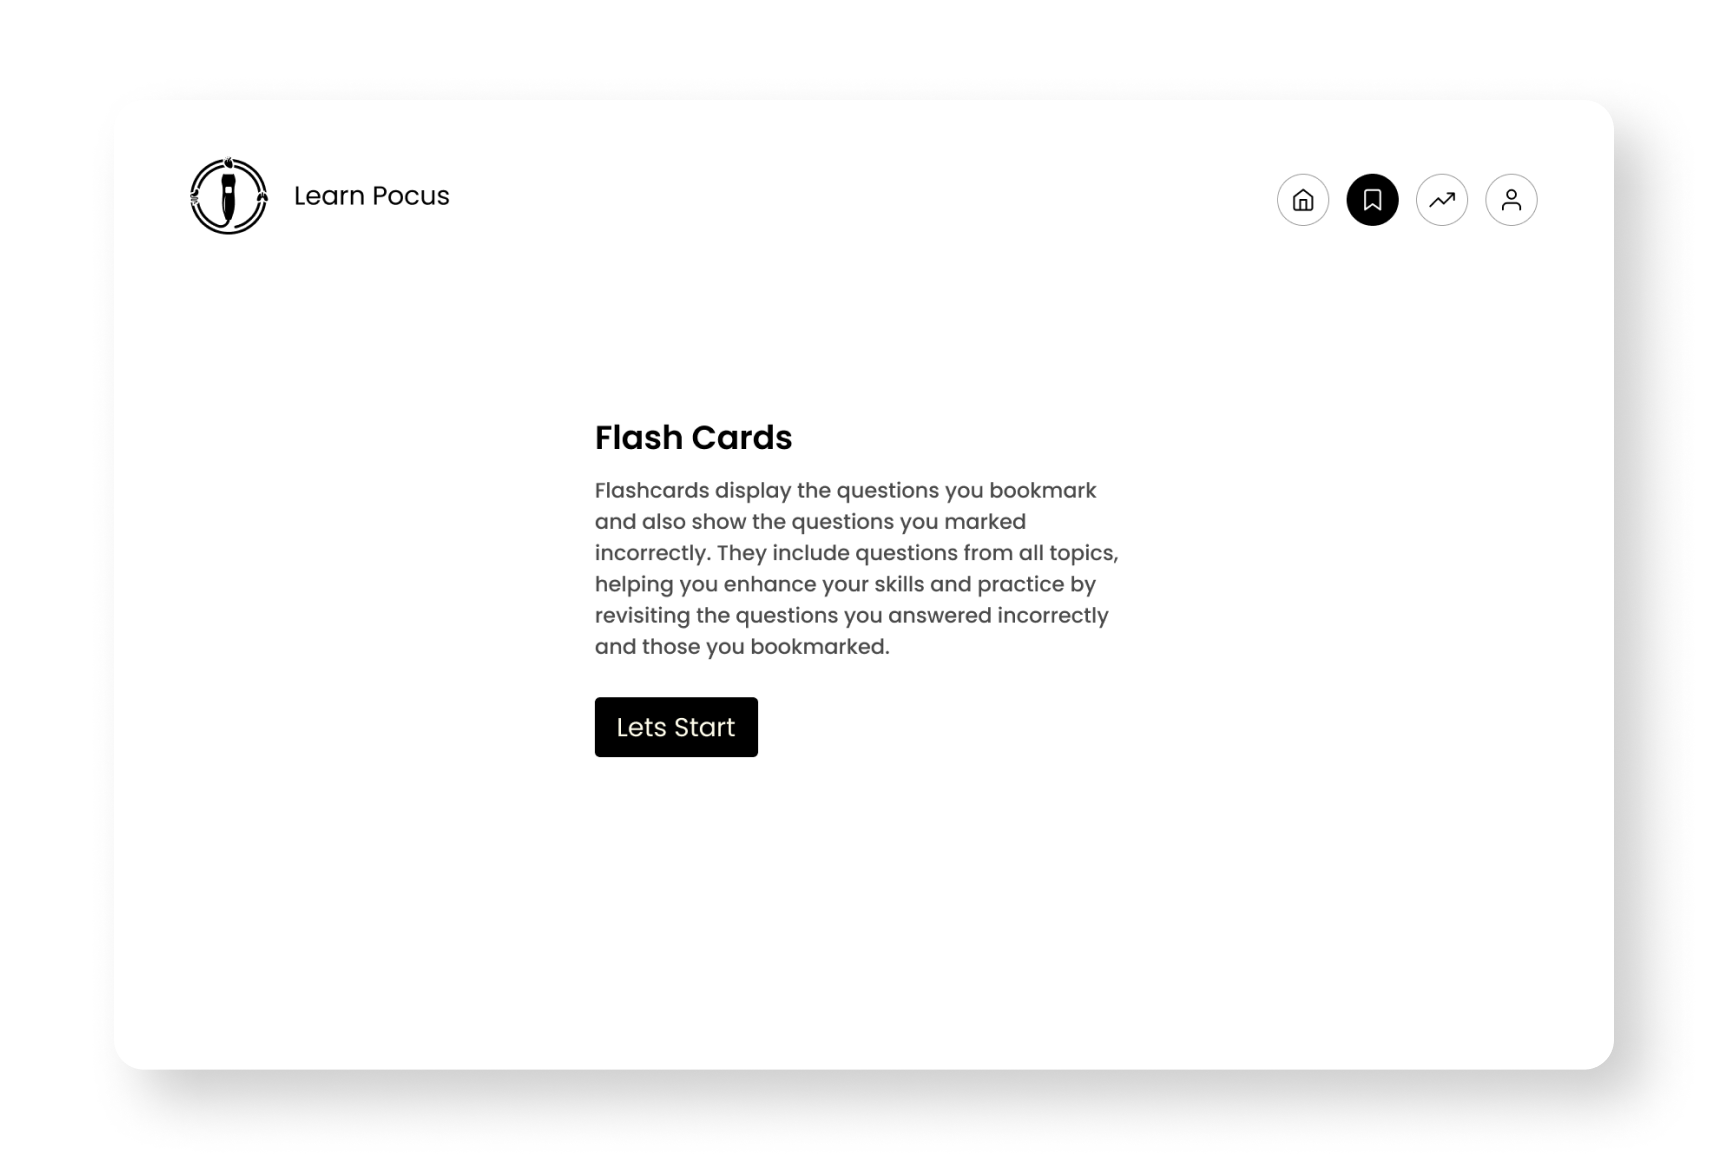 Learn Pocus
Flash Cards
Flashcards display the questions you bookmark
and also show the questions you marked
incorrectly. They include questions from all topics,
helping you enhance your skills and practice by
revisiting the questions you answered incorrectly
and those you bookmarked.
Lets Start